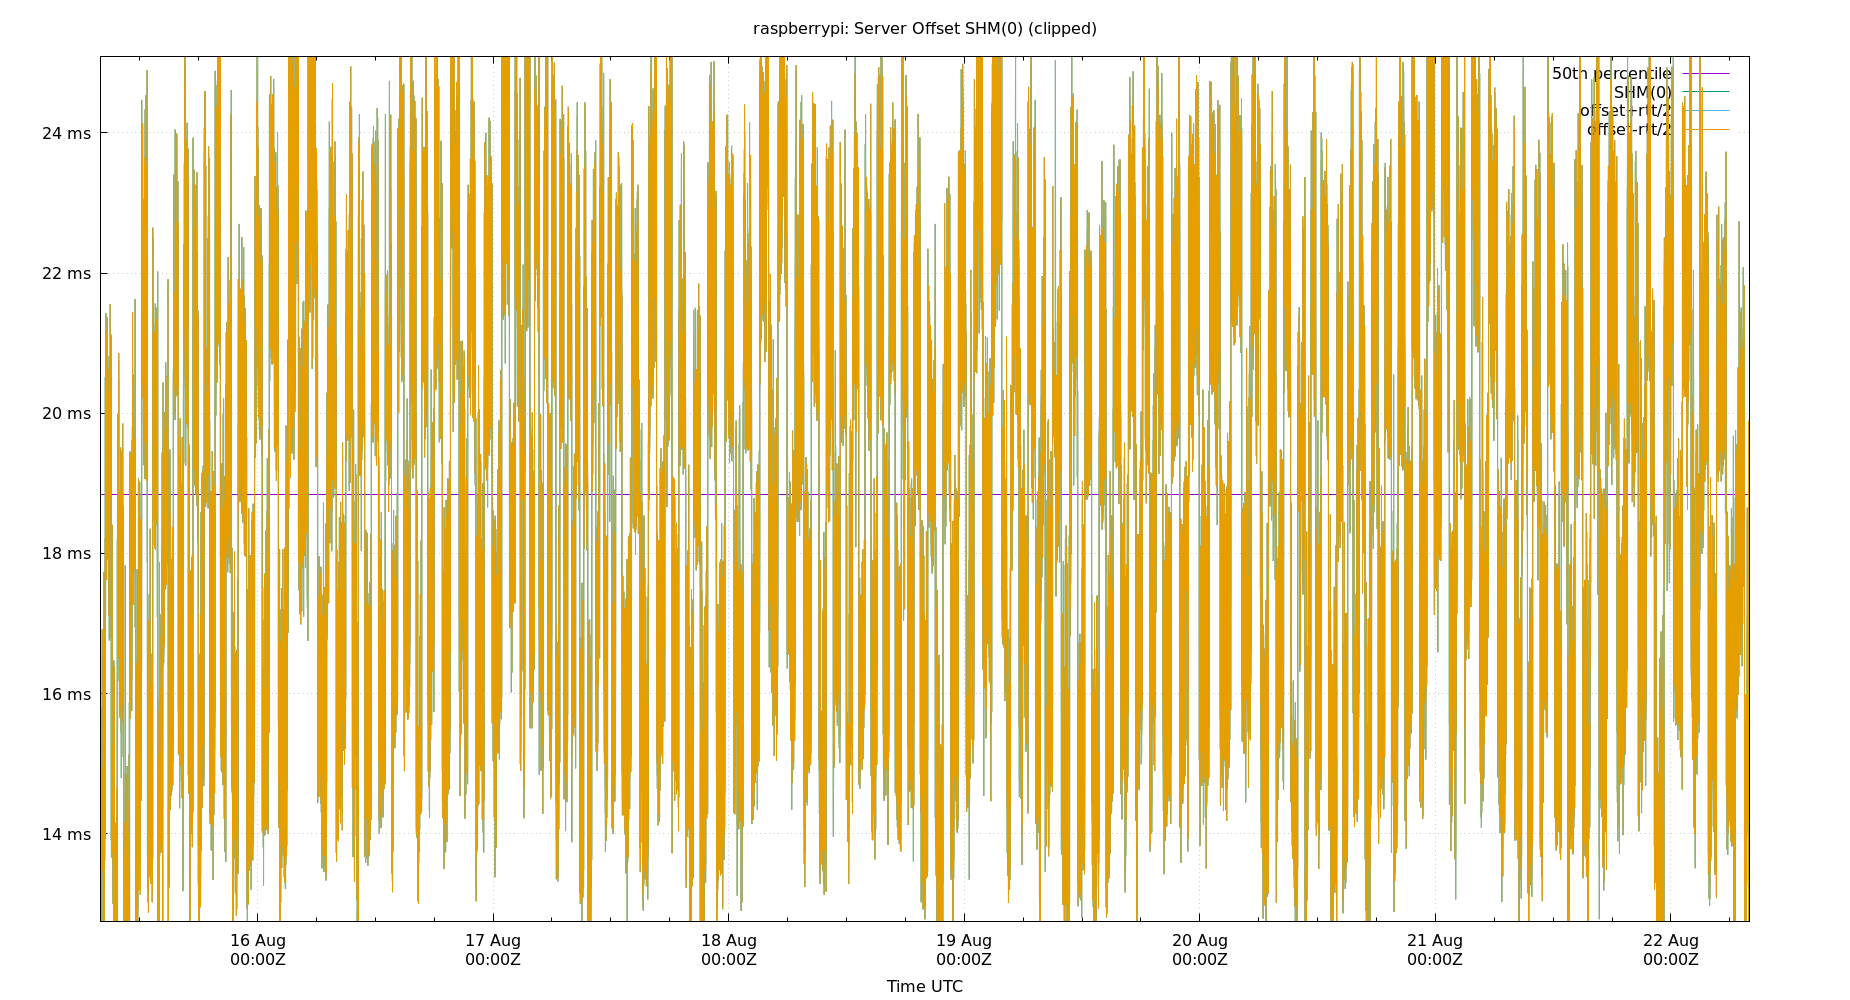 raspberrypi: Server Offset SHM(0) (clipped)
50th percentile
SHM(0)
offset+rtt/2
offset-rtt/2
24 ms
22 ms
20 ms
18 ms
16 ms
14 ms
16 Aug 17 Aug 18 Aug 19 Aug 20 Aug 21 Aug 22 Aug
00:00Z 00:00Z 00:00Z 00:00Z 00:00Z 00:00Z 00:00Z
Time UTC